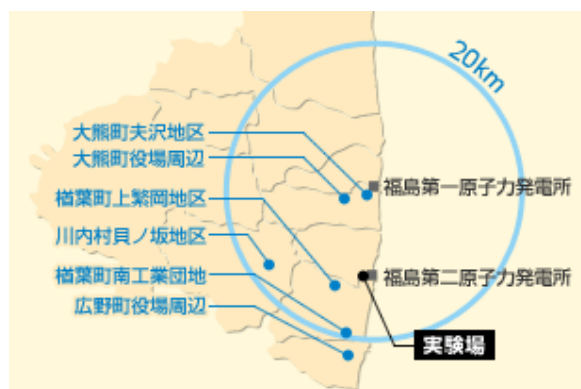 20km
大熊町夫沢地区
大熊町役場周辺
福島第一原子力発電所
楢葉町上繁岡地区
川内村貝ノ坂地区
楢葉町南工業団地
福島第二原子力発電所
広野町役場周辺
実験場